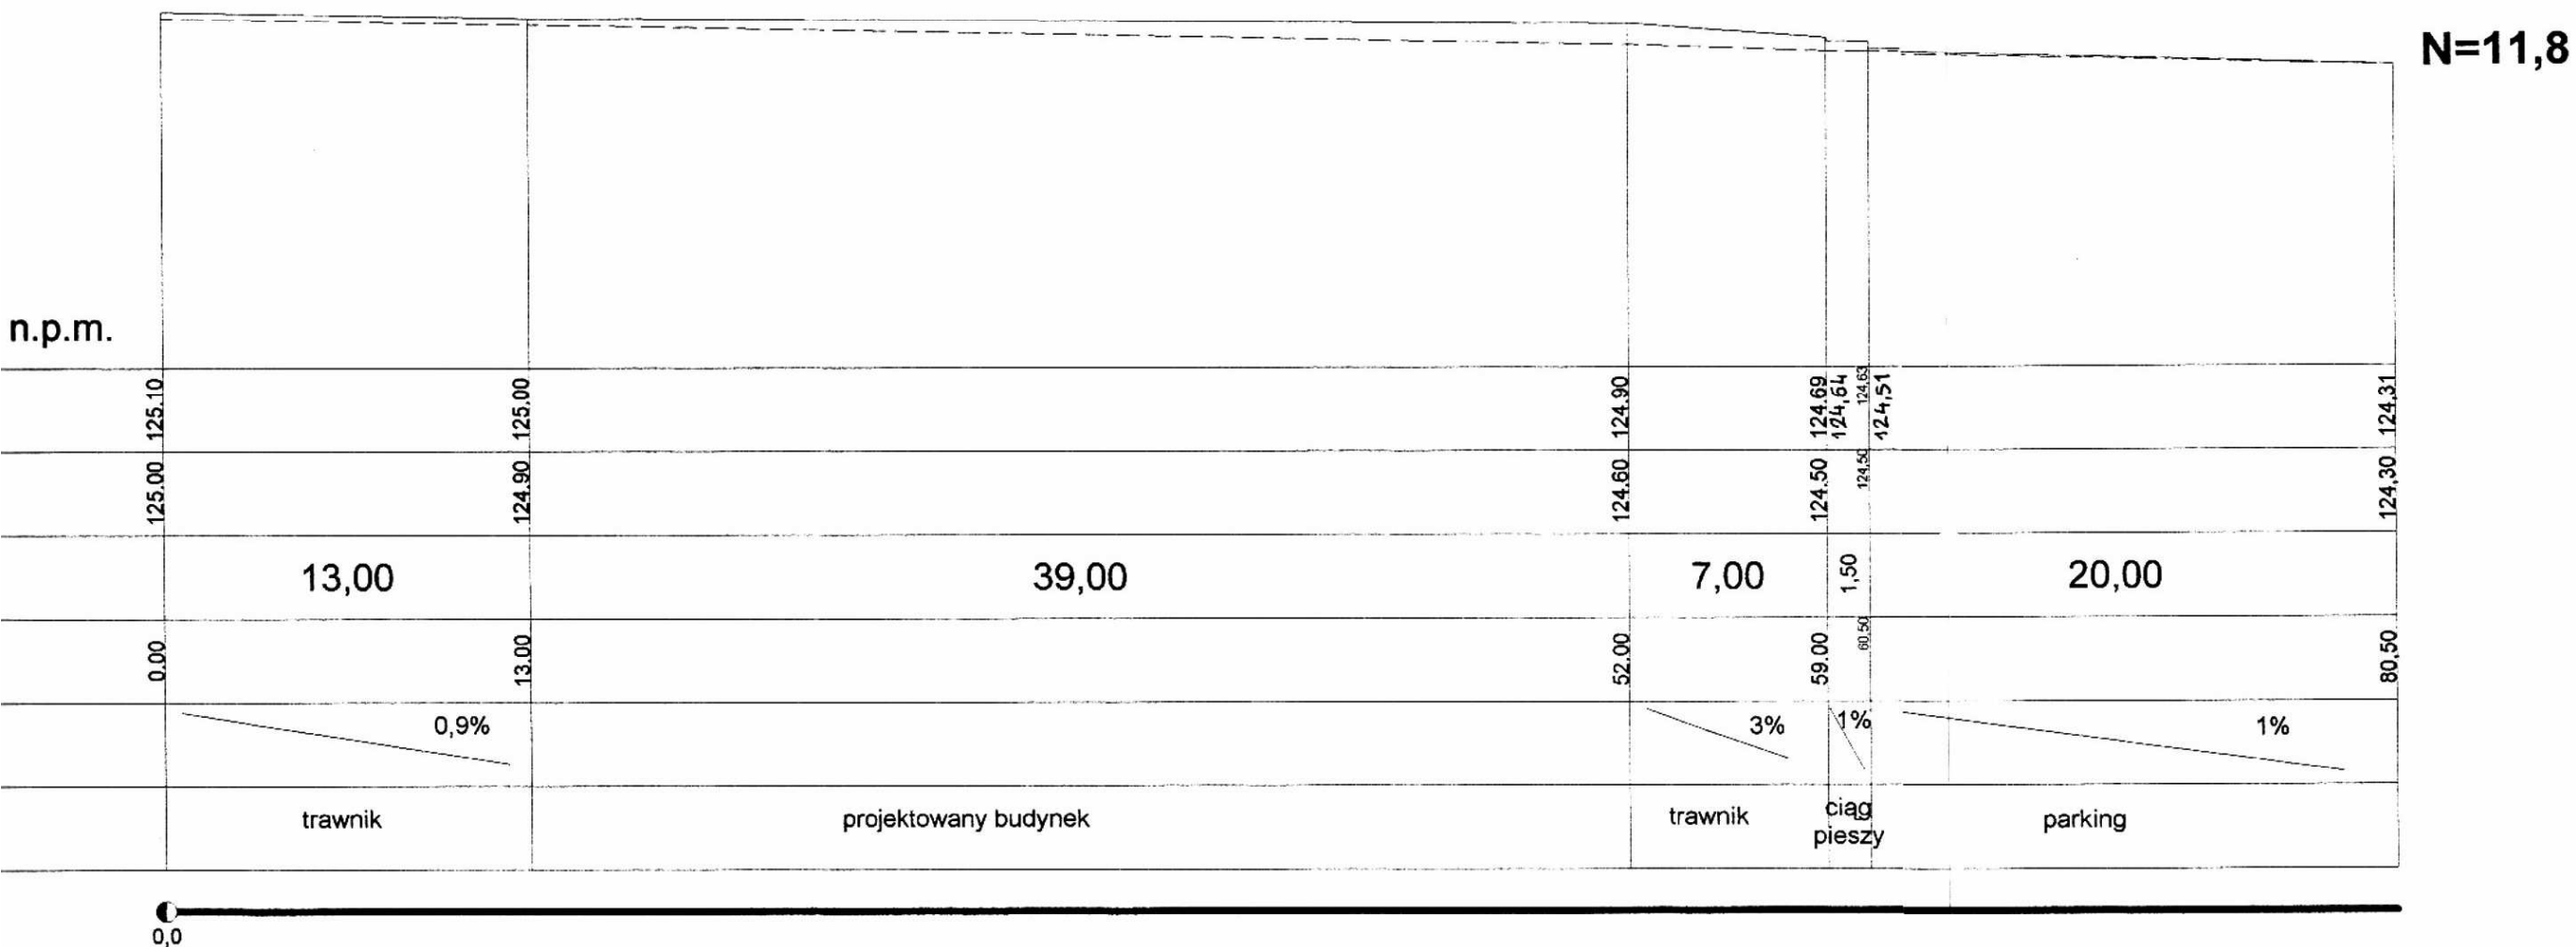 N=11,8
n.p.m.
125.10 125.00 124.90 124.69 124,64 124,63 124,51 124,31
125.00 124.90 124.60 124.50 124,50 124,30
13,00 39,00 7,00 1,50 20,00
0.00 13.00 52.00 59.00 60,50 80,50
0,9% 3% 1% 1%
trawnik projektowany budynek trawnik ciąg pieszy parking
0,0